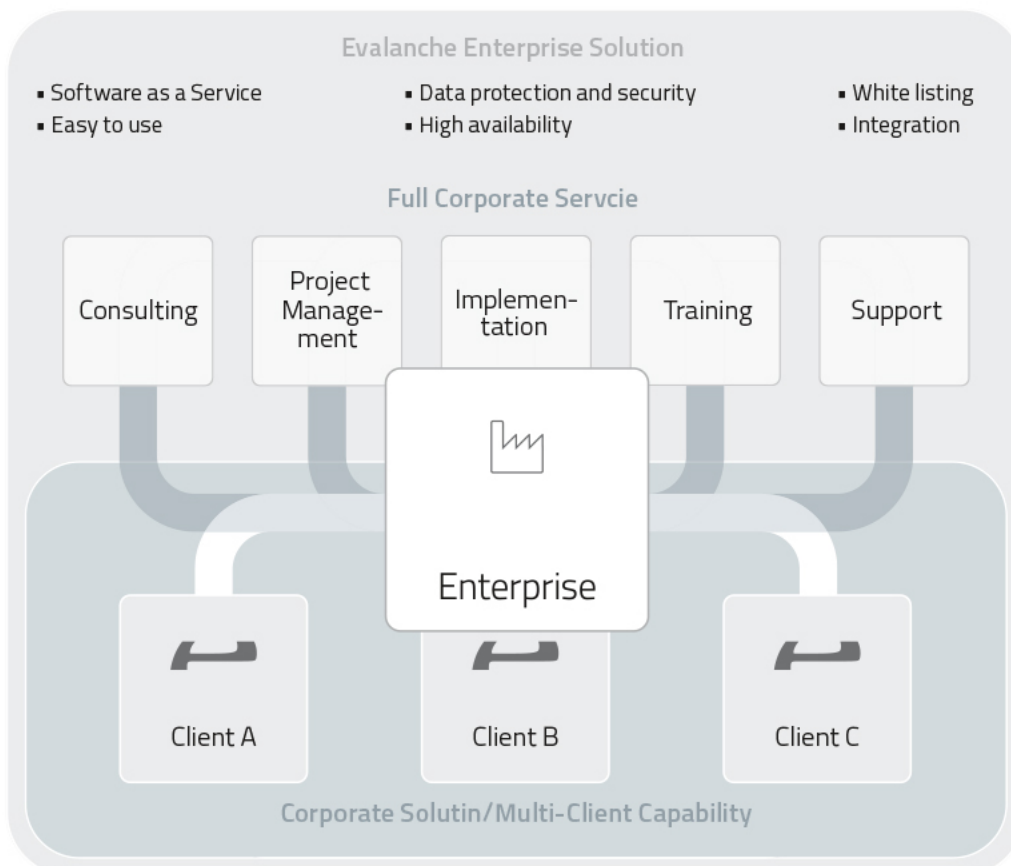 Evalanche Enterprise Solution
▪ Software as a Service
▪ Easy to use
▪ Data protection and security
▪ High availability
▪ White listing
▪ Integration
Full Corporate Servcie
Consulting
Project
Manage-
ment
Implemen-
tation
Training
Support
Enterprise
Client A
Client B
Client C
Corporate Solutin/Multi-Client Capability